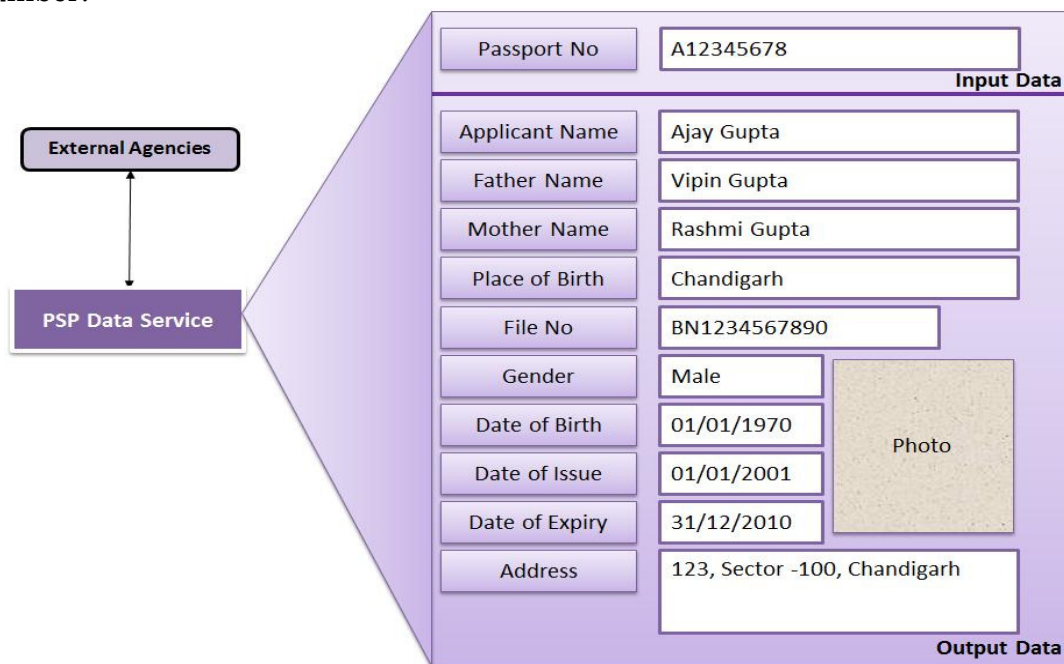 External Agencies
PSP Data Service
Passport No A12345678
Input Data
Applicant Name Ajay Gupta
Father Name Vipin Gupta
Mother Name Rashmi Gupta
Place of Birth Chandigarh
File No BN1234567890
Gender Male
Date of Birth 01/01/1970
Photo
Date of Issue 01/01/2001
Date of Expiry 31/12/2010
Address 123, Sector -100, Chandigarh
Output Data